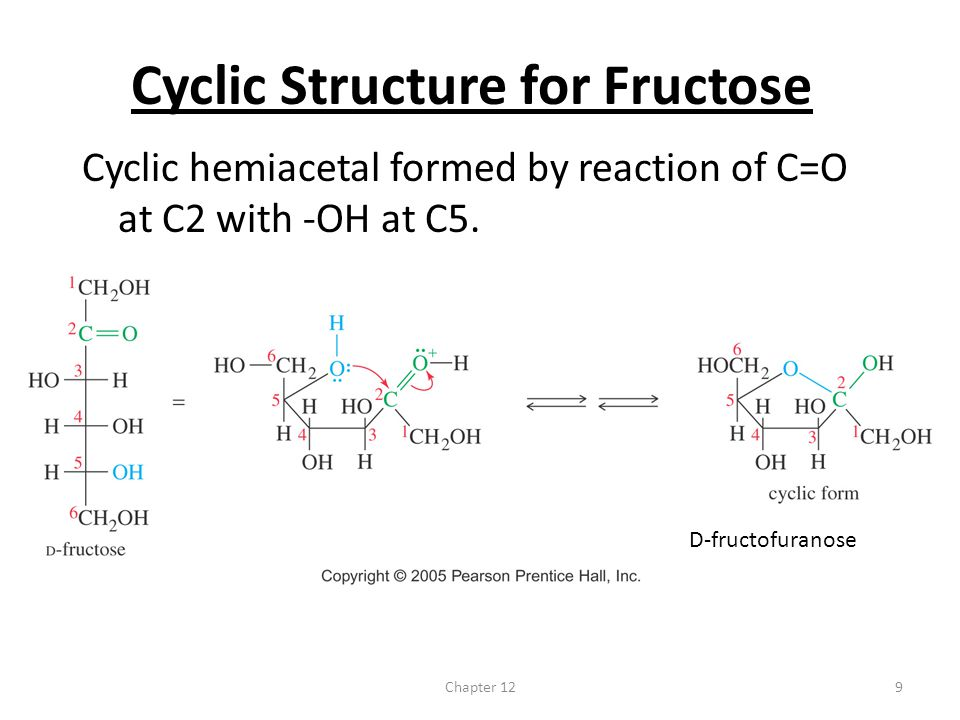 Cyclic Structure for Fructose
Cyclic hemiacetal formed by reaction of C=O
at C2 with -OH at C5.
1CH2OH
2C=O
3
HO H
4
H OH
5
H OH
6CH2OH
D-fructose
=
H
HO 6CH2 O: :O+ H
5 H HO 2C
H 4 3 1CH2OH
OH H
6
HOCH2 O OH
2
5 H HO C
H 4 3 1CH2OH
OH H
cyclic form
D-fructofuranose
Copyright © 2005 Pearson Prentice Hall, Inc.
Chapter 12 9